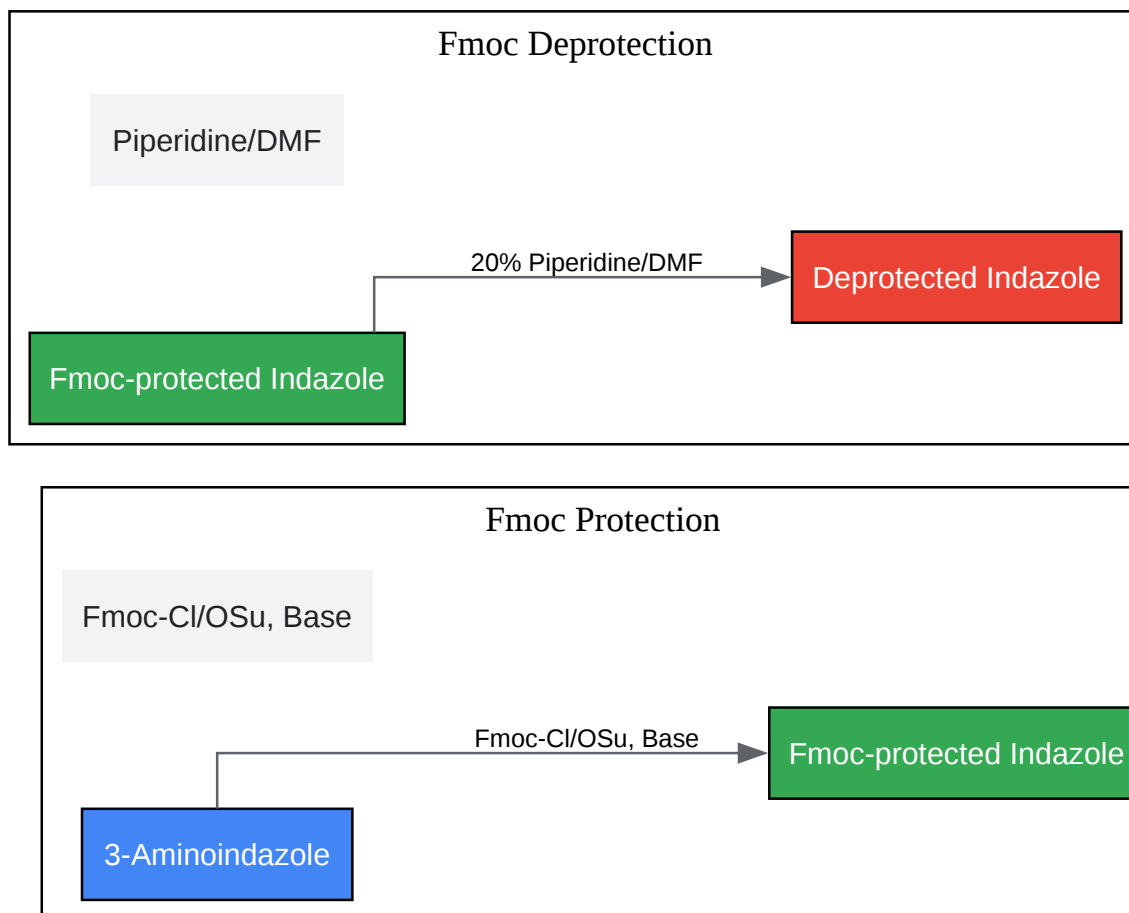 Fmoc Deprotection
Piperidine/DMF
20% Piperidine/DMF
Deprotected Indazole
Fmoc-protected Indazole
Fmoc Protection
Fmoc-Cl/OSu, Base
Fmoc-Cl/OSu, Base
Fmoc-protected Indazole
3-Aminoindazole